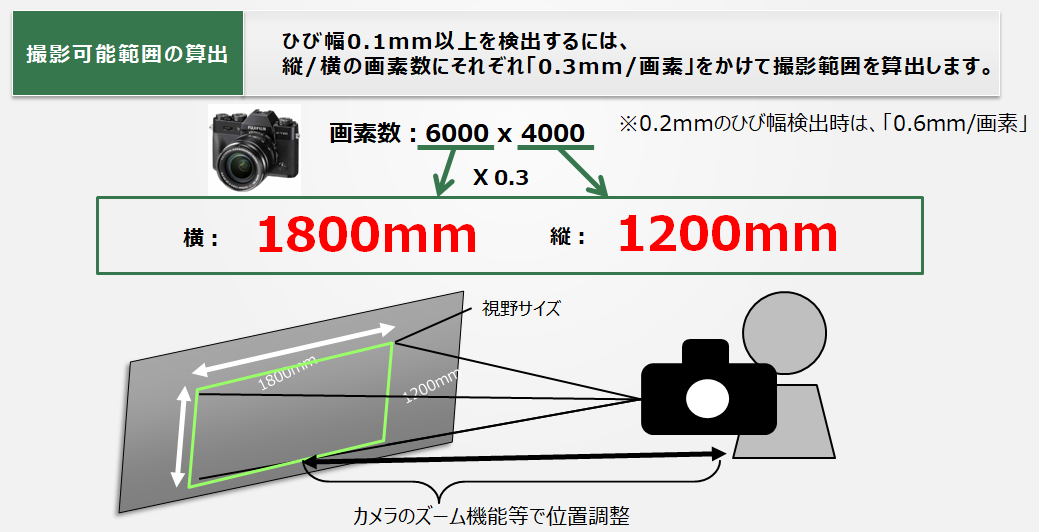 撮影可能範囲の算出
ひび幅0.1mm以上を検出するには、
縦/横の画素数にそれぞれ「0.3mm/画素」をかけて撮影範囲を算出します。
画素数：6000 x 4000
※0.2mmのひび幅検出時は、「0.6mm/画素」
X 0.3
横： 1800mm 縦： 1200mm
視野サイズ
1800mm
1200mm
カメラのズーム機能等で位置調整